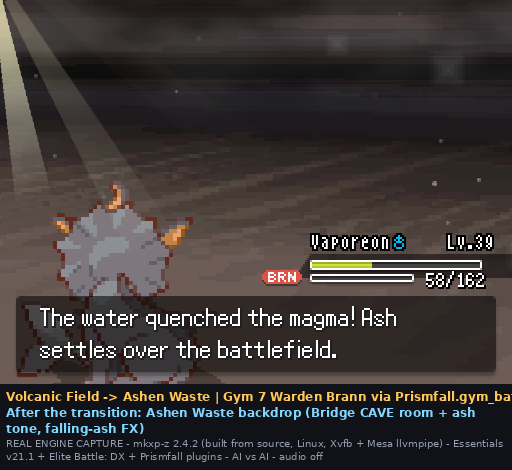 Vaporeon Lv.39
BRN 58/162
The water quenched the magma! Ash
settles over the battlefield.
Volcanic Field -> Ashen Waste | Gym 7 Warden Brann via Prismfall.gym_ba
After the transition: Ashen Waste backdrop (Bridge CAVE room + ash
tone, falling-ash FX)
REAL ENGINE CAPTURE - mkxp-z 2.4.2 (built from source, Linux, Xvfb + Mesa llvmpipe) - Essentials
v21.1 + Elite Battle: DX + Prismfall plugins - AI vs AI - audio off